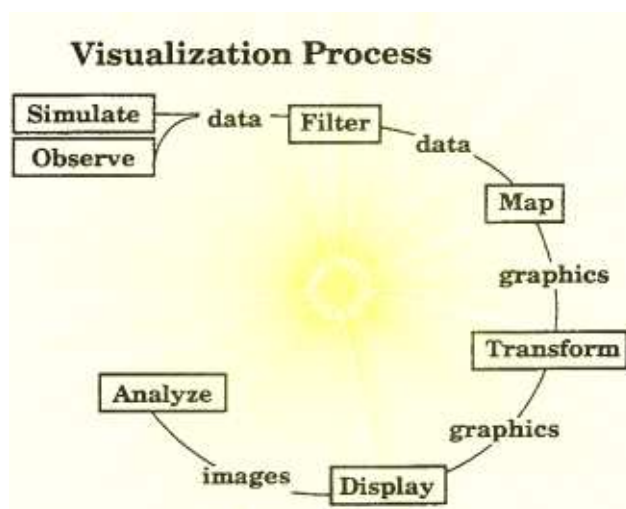 Visualization Process
Simulate
Observe
data
Filter
data
Map
graphics
Transform
graphics
Display
images
Analyze